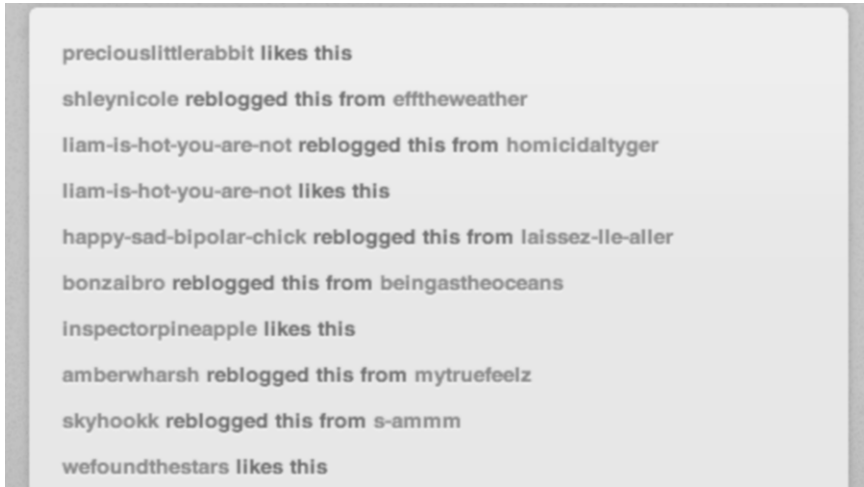 preciouslittlerabbit likes this
shleynicole reblogged this from efftheweather
liam-is-hot-you-are-not reblogged this from homicidaltyger
liam-is-hot-you-are-not likes this
happy-sad-bipolar-chick reblogged this from laissez-lle-aller
bonzaibro reblogged this from beingastheoceans
inspectorpineapple likes this
amberwharsh reblogged this from mytruefeelz
skyhookk reblogged this from s-ammm
wefoundthestars likes this